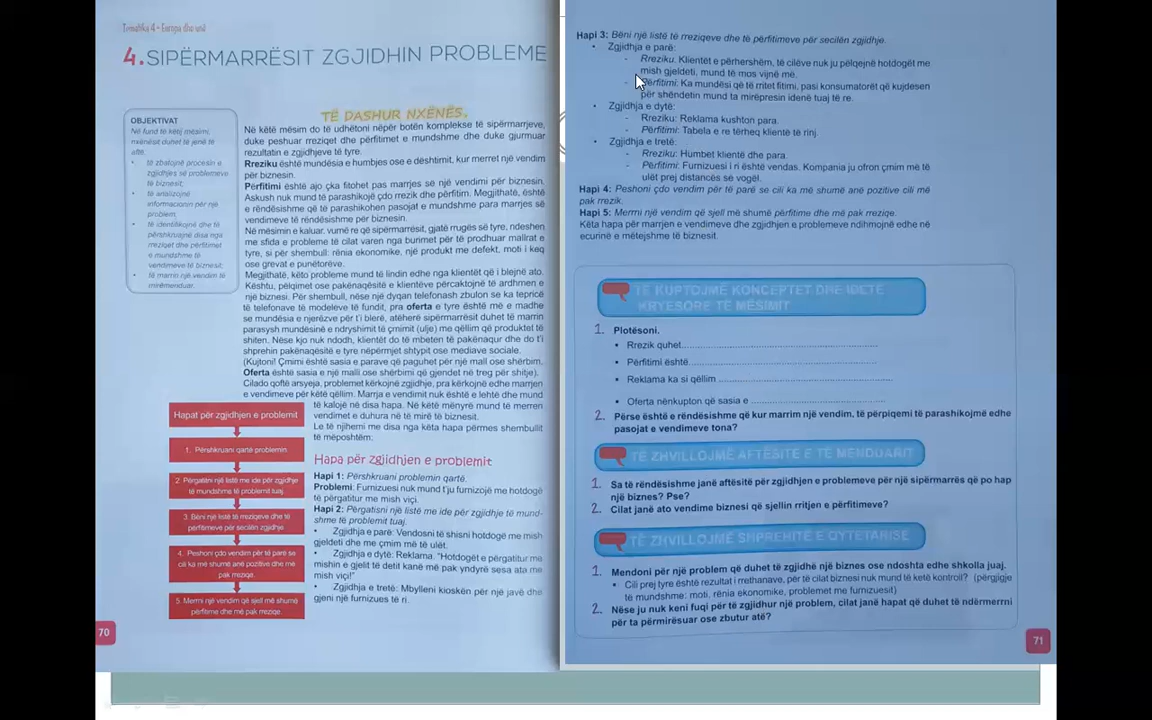 Tematika 4 • Europa dhe unë
4. SIPËRMARRËSIT ZGJIDHIN PROBLEME
OBJEKTIVAT
Në fund të këtij mësimi,
nxënësit duhet të jenë të
aftë:
• të zbatojnë procesin e
zgjidhjes së problemeve
të biznesit;
• të analizojnë
informacionin për një
problem;
• të identifikojnë dhe të
përshkruajnë disa nga
rreziqet dhe përfitimet
e mundshme të
vendimeve të biznesit;
• të marrin një vendim të
mirëmenduar.
TË DASHUR NXËNËS,
Në këtë mësim do të udhëtoni nëpër botën komplekse të sipërmarrjeve,
duke peshuar rreziqet dhe përfitimet e mundshme dhe duke gjurmuar
rezultatin e zgjidhjeve të tyre.
Rreziku është mundësia e humbjes ose e dështimit, kur merret një vendim
për biznesin.
Përfitimi është ajo çka fitohet pas marrjes së një vendimi për biznesin.
Askush nuk mund të parashikojë çdo rrezik dhe përfitim. Megjithatë, është
e rëndësishme që të parashikohen pasojat e mundshme para marrjes së
vendimeve të rëndësishme për biznesin.
Në mësimin e kaluar, vumë re që sipërmarrësit, gjatë rrugës së tyre, ndeshen
me sfida e probleme të cilat varen nga burimet për të prodhuar mallrat e
tyre, si për shembull: rënia ekonomike, një produkt me defekt, moti i keq
ose grevat e punëtorëve.
Megjithatë, këto probleme mund të lindin edhe nga klientët që i blejnë ato.
Kështu, pëlqimet ose pakënaqësitë e klientëve përcaktojnë të ardhmen e
një biznesi. Për shembull, nëse një dyqan telefonash zbulon se ka tepricë
të telefonave të modeleve të fundit, pra oferta e tyre është më e madhe
se mundësia e njerëzve për t'i blerë, atëherë sipërmarrësit duhet të marrin
parasysh mundësinë e ndryshimit të çmimit (ulje) me qëllim që produktet të
shiten. Nëse kjo nuk ndodh, klientët do të mbeten të pakënaqur dhe do t'i
shprehin pakënaqësitë e tyre nëpërmjet shtypit ose mediave sociale.
(Kujtoni! Çmimi është sasia e parave që paguhet për një mall ose shërbim.
Oferta është sasia e një malli ose shërbimi që gjendet në treg për shitje).
Cilado qoftë arsyeja, problemet kërkojnë zgjidhje, pra kërkojnë edhe marrjen
e vendimeve për këtë qëllim. Marrja e vendimit nuk është e lehtë dhe mund
të kalojë në disa hapa. Në këtë mënyrë mund të merren
vendimet e duhura në të mirë të biznesit.
Le të njihemi me disa nga këta hapa përmes shembullit
të mëposhtëm:
Hapat për zgjidhjen e problemit
1. Përshkruani qartë problemin.
2. Përgatitni një listë me ide për zgjidhje
të mundshme të problemit tuaj.
3. Bëni një listë të rreziqeve dhe të
përfitimeve për secilën zgjidhje.
4. Peshoni çdo vendim për të parë se
cili ka më shumë anë pozitive dhe më
pak rreziqe.
5. Merrni një vendim që sjell më shumë
përfitime dhe më pak rreziqe.
Hapa për zgjidhjen e problemit
Hapi 1: Përshkruani problemin qartë.
Problemi: Furnizuesi nuk mund t'ju furnizojë me hotdogë
të përgatitur me mish viçi.
Hapi 2: Përgatisni një listë me ide për zgjidhje të mund-
shme të problemit tuaj.
• Zgjidhja e parë: Vendosni të shisni hotdogë me mish
gjeldeti dhe me çmim më të ulët.
• Zgjidhja e dytë: Reklama. "Hotdogët e përgatitur me
mishin e gjelit të detit kanë më pak yndyrë sesa ata me
mish viçi!"
• Zgjidhja e tretë: Mbylleni kioskën për një javë dhe
gjeni një furnizues të ri.
70
Hapi 3: Bëni një listë të rreziqeve dhe të përfitimeve për secilën zgjidhje.
• Zgjidhja e parë:
- Rreziku: Klientët e përhershëm, të cilëve nuk ju pëlqejnë hotdogët me
mish gjeldeti, mund të mos vijnë më.
- Përfitimi: Ka mundësi që të rritet fitimi, pasi konsumatorët që kujdesen
për shëndetin mund ta mirëpresin idenë tuaj të re.
• Zgjidhja e dytë:
- Rreziku: Reklama kushton para.
- Përfitimi: Tabela e re tërheq klientë të rinj.
• Zgjidhja e tretë:
- Rreziku: Humbet klientë dhe para.
- Përfitimi: Furnizuesi i ri është vendas. Kompania ju ofron çmim më të
ulët prej distancës së vogël.
Hapi 4: Peshoni çdo vendim për të parë se cili ka më shumë anë pozitive cili më
pak rrezik.
Hapi 5: Merrni një vendim që sjell më shumë përfitime dhe më pak rreziqe.
Këta hapa për marrjen e vendimeve dhe zgjidhjen e problemeve ndihmojnë edhe në
ecurinë e mëtejshme të biznesit.
TË KUPTOJMË KONCEPTET DHE IDETË
KRYESORE TË MËSIMIT
1. Plotësoni.
• Rrezik quhet.......................................................
• Përfitimi është.....................................................
• Reklama ka si qëllim ................................................
• Oferta nënkupton që sasia e ......................................
2. Përse është e rëndësishme që kur marrim një vendim, të përpiqemi të parashikojmë edhe
pasojat e vendimeve tona?
TË ZHVILLOJMË AFTËSITË E TË MENDUARIT
1. Sa të rëndësishme janë aftësitë për zgjidhjen e problemeve për një sipërmarrës që po hap
një biznes? Pse?
2. Cilat janë ato vendime biznesi që sjellin rritjen e përfitimeve?
TË ZHVILLOJMË SHPREHITË E QYTETARISË
1. Mendoni për një problem që duhet të zgjidhë një biznes ose ndoshta edhe shkolla juaj.
• Cili prej tyre është rezultat i rrethanave, për të cilat biznesi nuk mund të ketë kontroll? (përgjigje
të mundshme: moti, rënia ekonomike, problemet me furnizuesit)
2. Nëse ju nuk keni fuqi për të zgjidhur një problem, cilat janë hapat që duhet të ndërmerrni
për ta përmirësuar ose zbutur atë?
71